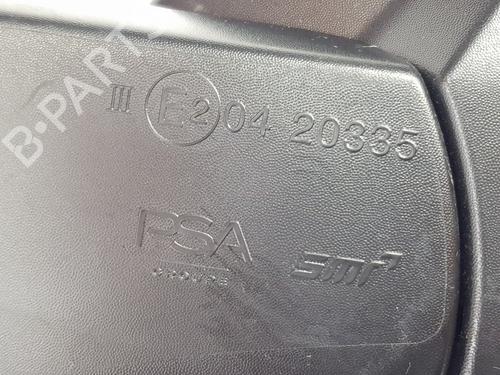 B-PARTS
III E2 04 20335
PSA
GROUPE
smr